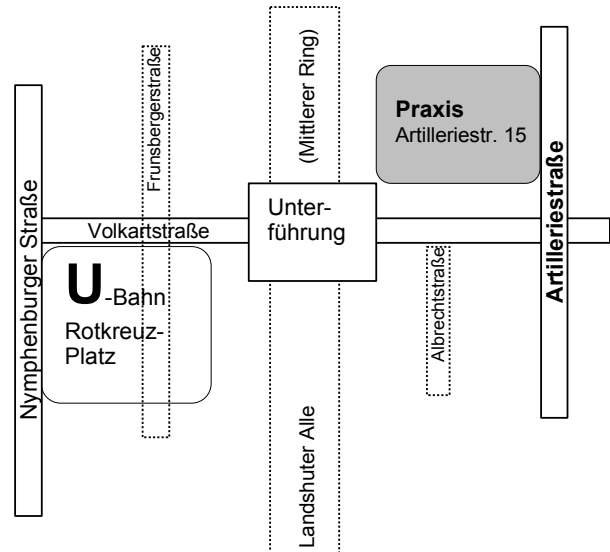 Frunsbergerstraße
(Mittlerer Ring)
Praxis
Artilleriestr. 15
Nymphenburger Straße
Volkartstraße
Unter-
führung
Artilleriestraße
U-Bahn
Rotkreuz-
Platz
Albrechtstraße
Landshuter Alle